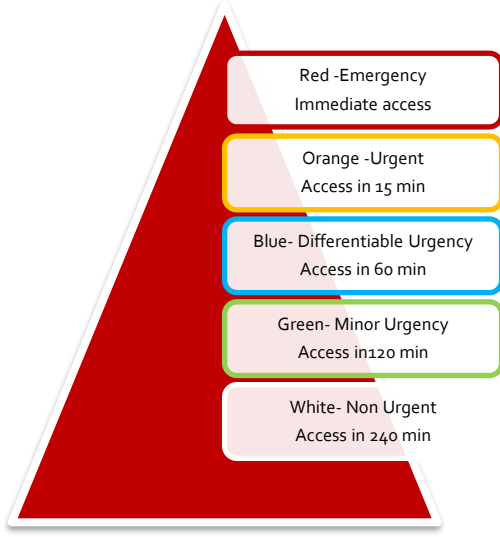 Red -Emergency
Immediate access
Orange -Urgent
Access in 15 min
Blue- Differentiable Urgency
Access in 60 min
Green- Minor Urgency
Access in120 min
White- Non Urgent
Access in 240 min